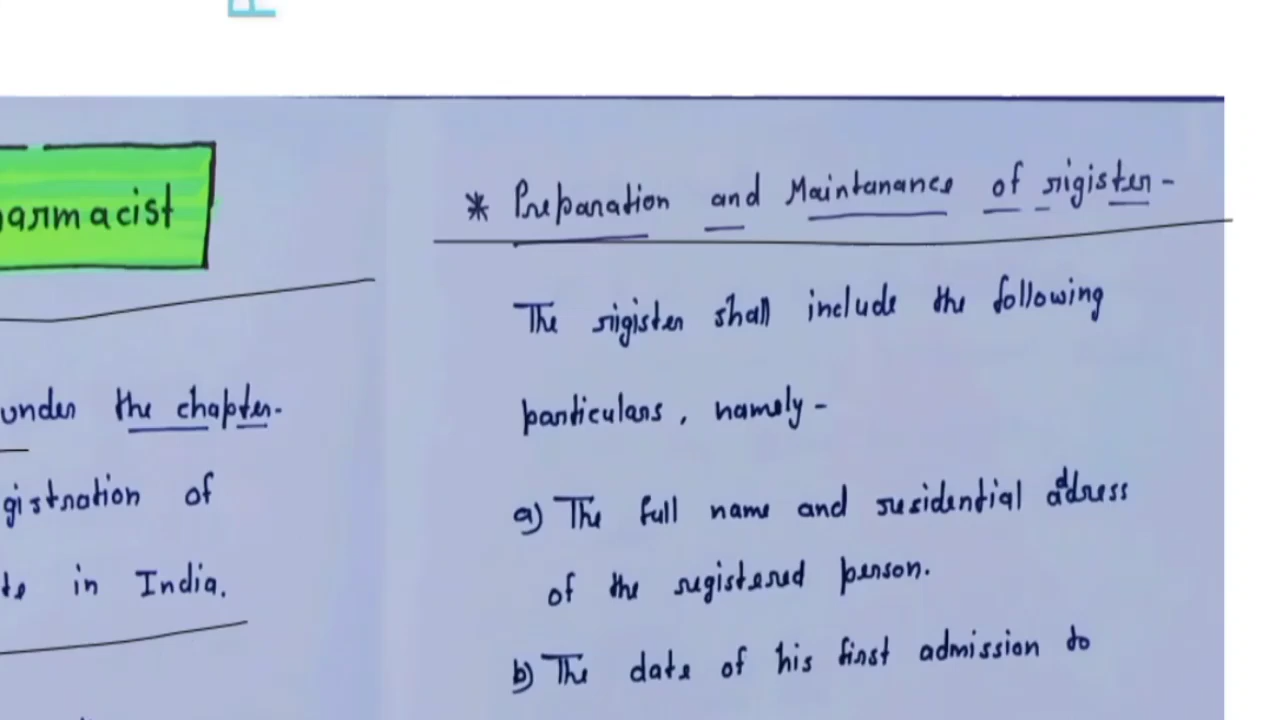 armacist
under the chapter.
gistration of
in India.
* Preparation and Maintanance of rigister -
The rigister shall include the following
particulars, namely -
a) The full name and residential address
of the registered person.
b) The date of his first admission to